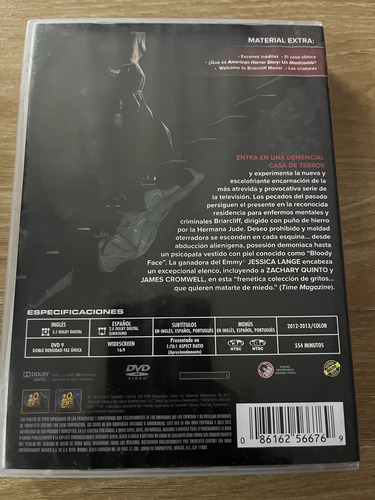 MATERIAL EXTRA:
• Escenas inéditas • El caso clínico
• ¿Qué es American Horror Story: Un Manicomio?
• Welcome to Briarcliff Manor • Las criaturas
ENTRA EN UNA DEMENCIAL
CASA DE TERROR
y experimenta la nueva y
escalofriante encarnación de la
más atrevida y provocativa serie de
la televisión. Los pecados del pasado
persiguen el presente en la reconocida
residencia para enfermos mentales y
criminales Briarcliff, dirigida con puño de hierro
por la Hermana Jude. Deseo prohibido y maldad
aterradora se esconden en cada esquina... desde
abducción alienígena, posesión demoníaca hasta
un psicópata vestido con piel conocido como "Bloody
Face". La ganadora del Emmy® JESSICA LANGE encabeza
un excepcional elenco, incluyendo a ZACHARY QUINTO y
JAMES CROMWELL, en esta "frenética colección de gritos...
que quieren matarte de miedo." (Time Magazine).
ESPECIFICACIONES
INGLÉS
5.1 DOLBY DIGITAL
ESPAÑOL
2.0 DOLBY DIGITAL
SURROUND
SUBTÍTULOS
EN INGLÉS, ESPAÑOL, PORTUGUÉS
MENÚS
EN INGLÉS, ESPAÑOL, PORTUGUÉS
2012-2013/COLOR
DVD 9
DOBLE DENSIDAD FAZ ÚNICA
WIDESCREEN
16:9
Presentado en
1.78:1 ASPECT RATIO
(Aproximadamente)
NTSC
NTSC
554 MINUTOS
DOLBY
DIGITAL
DVD
VIDEO
0 86162 56676 9